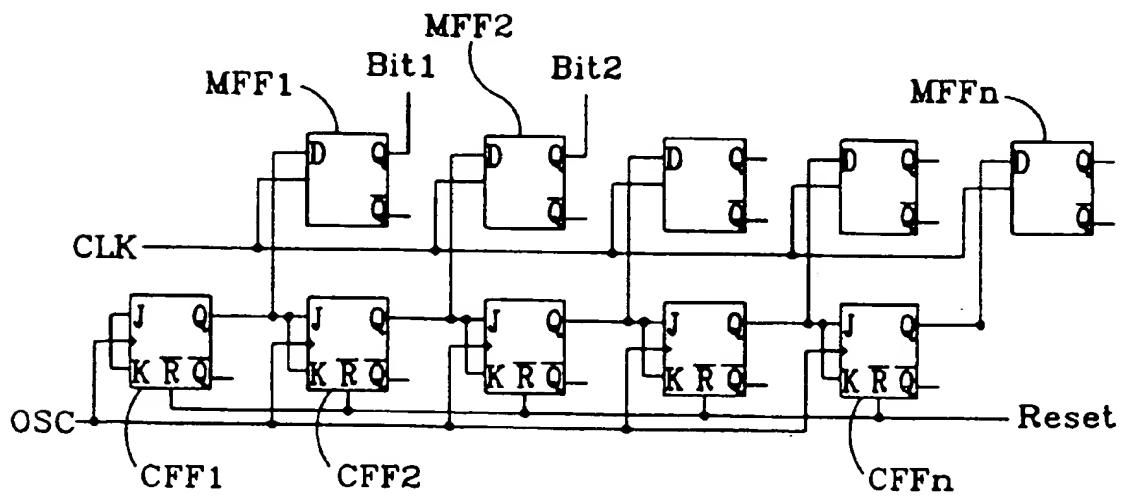 MFF2
Bit1 Bit2
MFF1 MFFn
D Q D Q D Q D Q D Q
Q̅ Q̅ Q̅ Q̅ Q̅
CLK
J Q J Q J Q J Q J Q
K R̅ Q̅ K R̅ Q̅ K R̅ Q̅ K R̅ Q̅ K R̅ Q̅
OSC Reset
CFF1 CFF2 CFFn